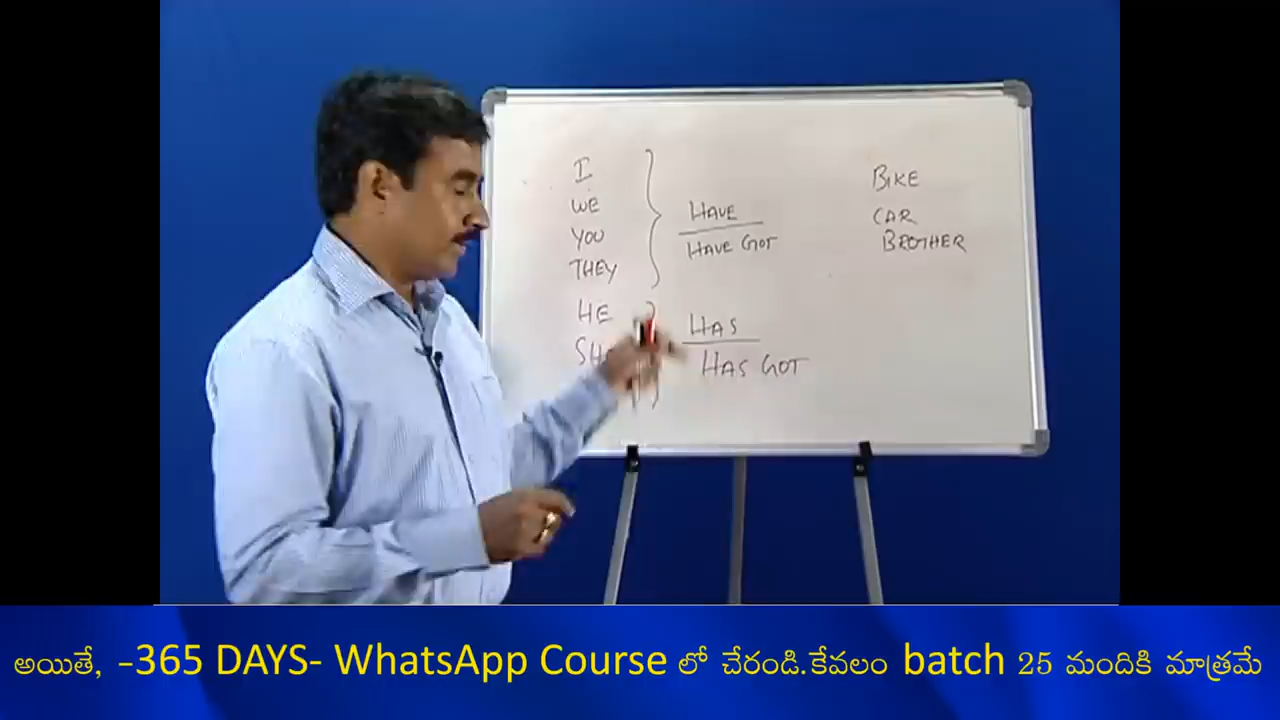 I
WE
YOU
THEY
HE
HAVE
HAVE GOT
HAS
HAS GOT
BIKE
CAR
BROTHER
అయితే, –365 DAYS- WhatsApp Course లో చేరండి.కేవలం batch 25 మందికి మాత్రమే